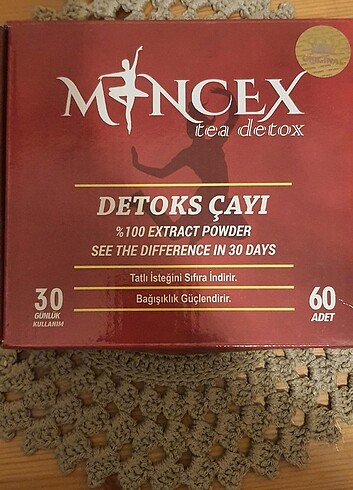 MINCEX
tea detox
DETOKS ÇAYI
%100 EXTRACT POWDER
SEE THE DIFFERENCE IN 30 DAYS
Tatlı İsteğini Sıfıra İndirir.
Bağışıklık Güçlendirir.
30
GÜNLÜK
KULLANIM
60
ADET
ORIGINAL